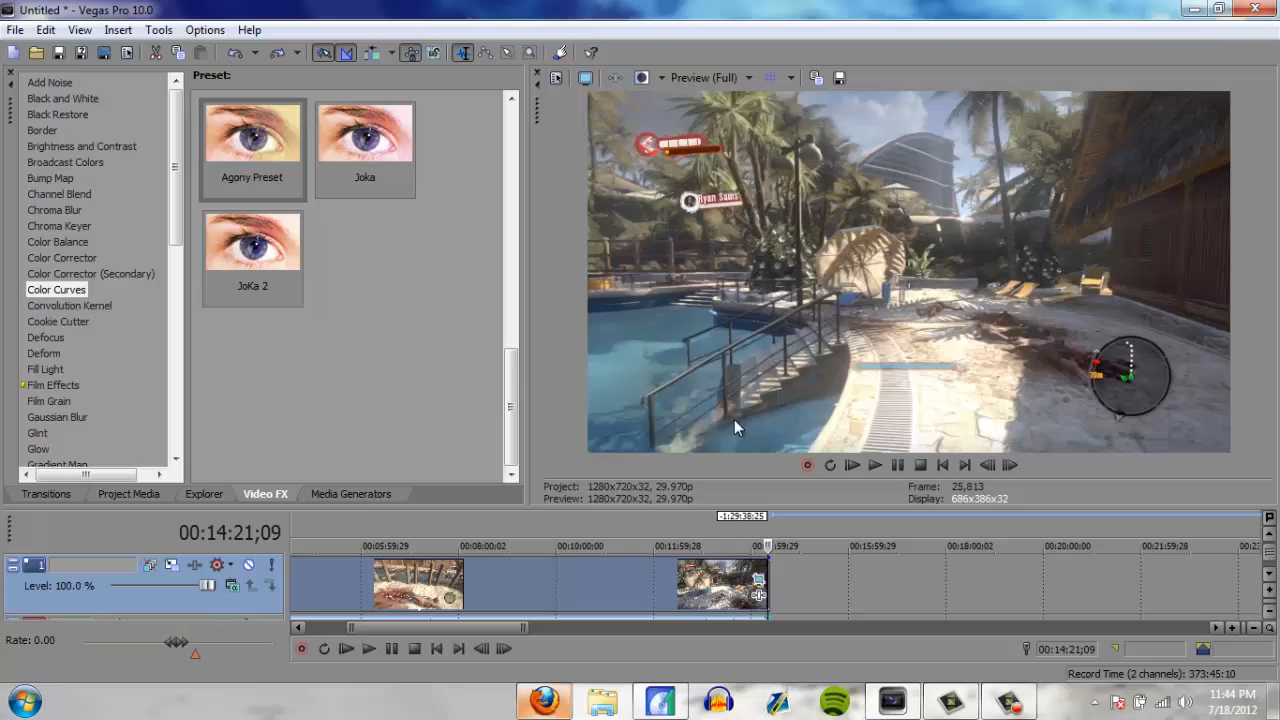 Untitled * - Vegas Pro 10.0
File Edit View Insert Tools Options Help
Add Noise
Black and White
Black Restore
Border
Brightness and Contrast
Broadcast Colors
Bump Map
Channel Blend
Chroma Blur
Chroma Keyer
Color Balance
Color Corrector
Color Corrector (Secondary)
Color Curves
Convolution Kernel
Cookie Cutter
Defocus
Deform
Fill Light
Film Effects
Film Grain
Gaussian Blur
Glint
Glow
Gradient Map
Preset:
Agony Preset
Joka
JoKa 2
Transitions Project Media Explorer Video FX Media Generators
Preview (Full)
Ryan Sams
Project: 1280x720x32, 29.970p
Preview: 1280x720x32, 29.970p
Frame: 25,813
Display: 686x386x32
00:14:21;09
-1:29:38;25
00:05:59;29 00:08:00;02 00:10:00;00 00:11:59;28 00:15:59;29 00:18:00;02 00:20:00;00 00:21:59;28
1
Level: 100.0 %
Rate: 0.00
00:14:21;09
Record Time (2 channels): 373:45:10
11:44 PM
7/18/2012